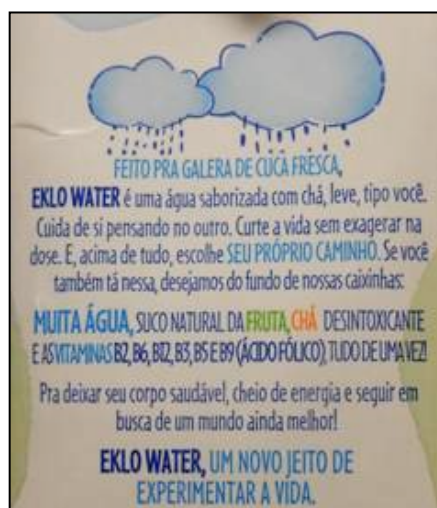 FEITO PRA GALERA DE CUCA FRESCA,
EKLO WATER é uma água saborizada com chá, leve, tipo você.
Cuida de si pensando no outro. Curte a vida sem exagerar na
dose. E, acima de tudo, escolhe SEU PRÓPRIO CAMINHO. Se você
também tá nessa, desejamos do fundo de nossas caixinhas:
MUITA ÁGUA, SUCO NATURAL DA FRUTA, CHÁ DESINTOXICANTE
E AS VITAMINAS B2, B6, B12, B3, B5 E B9 (ÁCIDO FÓLICO), TUDO DE UMA VEZ!
Pra deixar seu corpo saudável, cheio de energia e seguir em
busca de um mundo ainda melhor!
EKLO WATER, UM NOVO JEITO DE
EXPERIMENTAR A VIDA.